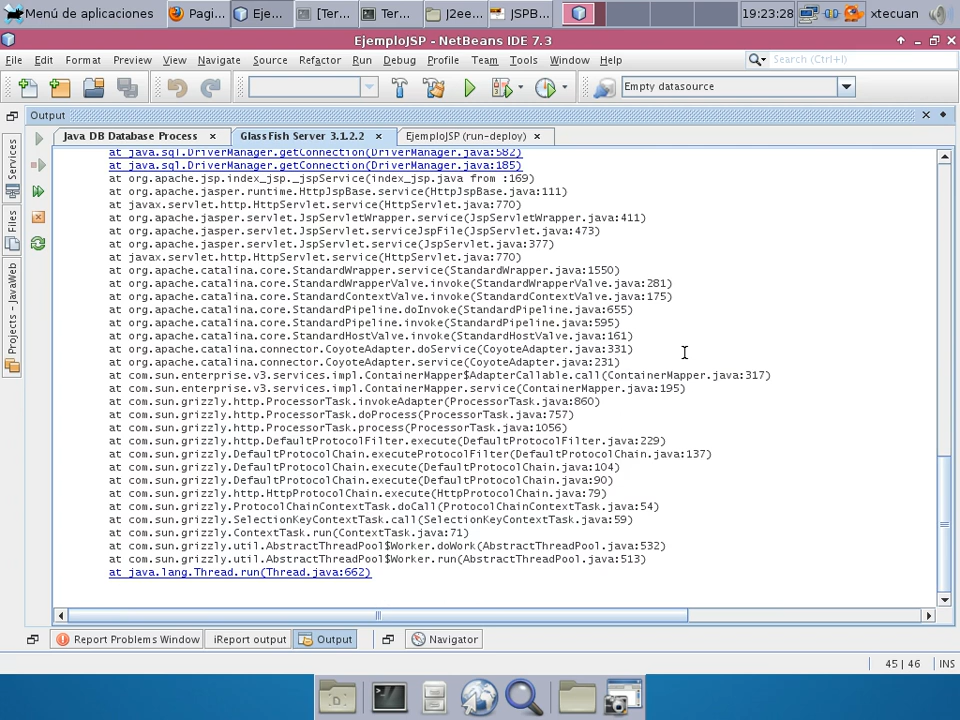 Menú de aplicaciones
Pagi...
Eje...
[Ter...
Ter...
J2ee...
JSPB...
19:23:28
xtecuan
EjemploJSP - NetBeans IDE 7.3
File Edit Format Preview View Navigate Source Refactor Run Debug Profile Team Tools Window Help
Search (Ctrl+I)
Empty datasource
Output
Java DB Database Process
GlassFish Server 3.1.2.2
EjemploJSP (run-deploy)
Services
Files
Projects - JavaWeb
at java.sql.DriverManager.getConnection(DriverManager.java:582)
at java.sql.DriverManager.getConnection(DriverManager.java:185)
at org.apache.jsp.index_jsp._jspService(index_jsp.java from :169)
at org.apache.jasper.runtime.HttpJspBase.service(HttpJspBase.java:111)
at javax.servlet.http.HttpServlet.service(HttpServlet.java:770)
at org.apache.jasper.servlet.JspServletWrapper.service(JspServletWrapper.java:411)
at org.apache.jasper.servlet.JspServlet.serviceJspFile(JspServlet.java:473)
at org.apache.jasper.servlet.JspServlet.service(JspServlet.java:377)
at javax.servlet.http.HttpServlet.service(HttpServlet.java:770)
at org.apache.catalina.core.StandardWrapper.service(StandardWrapper.java:1550)
at org.apache.catalina.core.StandardWrapperValve.invoke(StandardWrapperValve.java:281)
at org.apache.catalina.core.StandardContextValve.invoke(StandardContextValve.java:175)
at org.apache.catalina.core.StandardPipeline.doInvoke(StandardPipeline.java:655)
at org.apache.catalina.core.StandardPipeline.invoke(StandardPipeline.java:595)
at org.apache.catalina.core.StandardHostValve.invoke(StandardHostValve.java:161)
at org.apache.catalina.connector.CoyoteAdapter.doService(CoyoteAdapter.java:331)
at org.apache.catalina.connector.CoyoteAdapter.service(CoyoteAdapter.java:231)
at com.sun.enterprise.v3.services.impl.ContainerMapper$AdapterCallable.call(ContainerMapper.java:317)
at com.sun.enterprise.v3.services.impl.ContainerMapper.service(ContainerMapper.java:195)
at com.sun.grizzly.http.ProcessorTask.invokeAdapter(ProcessorTask.java:860)
at com.sun.grizzly.http.ProcessorTask.doProcess(ProcessorTask.java:757)
at com.sun.grizzly.http.ProcessorTask.process(ProcessorTask.java:1056)
at com.sun.grizzly.http.DefaultProtocolFilter.execute(DefaultProtocolFilter.java:229)
at com.sun.grizzly.DefaultProtocolChain.executeProtocolFilter(DefaultProtocolChain.java:137)
at com.sun.grizzly.DefaultProtocolChain.execute(DefaultProtocolChain.java:104)
at com.sun.grizzly.DefaultProtocolChain.execute(DefaultProtocolChain.java:90)
at com.sun.grizzly.http.HttpProtocolChain.execute(HttpProtocolChain.java:79)
at com.sun.grizzly.ProtocolChainContextTask.doCall(ProtocolChainContextTask.java:54)
at com.sun.grizzly.SelectionKeyContextTask.call(SelectionKeyContextTask.java:59)
at com.sun.grizzly.ContextTask.run(ContextTask.java:71)
at com.sun.grizzly.util.AbstractThreadPool$Worker.doWork(AbstractThreadPool.java:532)
at com.sun.grizzly.util.AbstractThreadPool$Worker.run(AbstractThreadPool.java:513)
at java.lang.Thread.run(Thread.java:662)
Report Problems Window
iReport output
Output
Navigator
45 | 46
INS